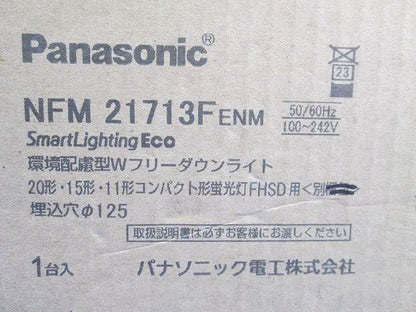 Panasonic®
23
NFM 21713F ENM
50/60Hz
100~242V
SmartLighting Eco
環境配慮型Wフリーダウンライト
20形・15形・11形コンパクト形蛍光灯FHSD用<別
埋込穴φ125
取扱説明書は必ずお客様にお渡しください
1台入
パナソニック電工株式会社